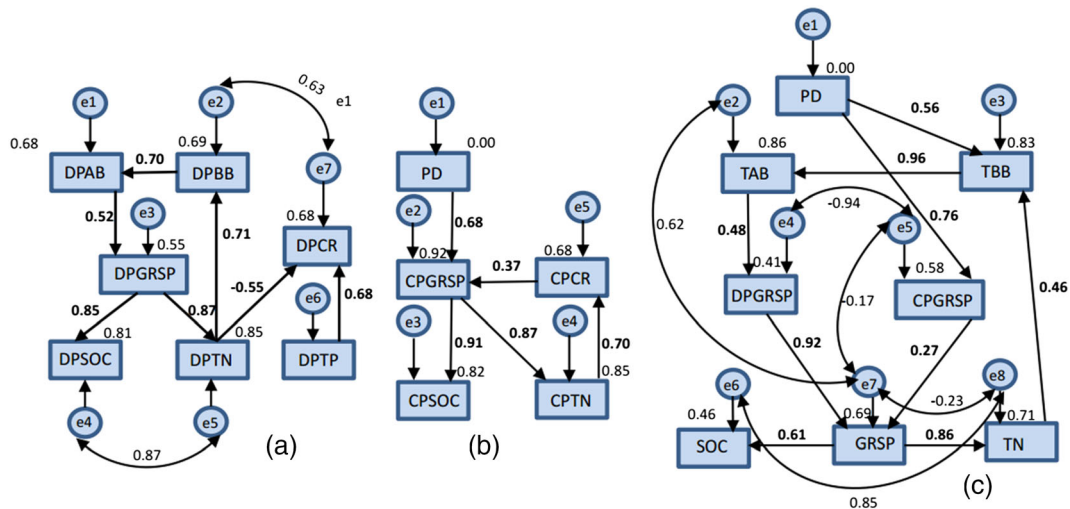 e1
e2
0.63
e1
0.68
0.69
DPAB
0.70
DPBB
e7
0.52
e3
0.71
0.68
DPCR
0.55
DPGRSP
-0.55
e6
0.68
0.85
0.87
0.81
0.85
DPSOC
DPTN
DPTP
e4
e5
0.87
(a)
e1
0.00
PD
e2
0.68
e5
0.92
0.68
CPGRSP
0.37
CPCR
e3
0.91
0.87
e4
0.70
0.82
0.85
CPSOC
CPTN
(b)
e1
0.00
PD
e2
0.56
e3
0.86
0.83
TAB
0.96
TBB
e4
-0.94
0.62
0.48
e5
0.76
0.41
0.58
DPGRSP
CPGRSP
0.46
-0.17
0.92
0.27
e6
e7
e8
-0.23
0.46
0.69
0.71
SOC
0.61
GRSP
0.86
TN
0.85
(c)